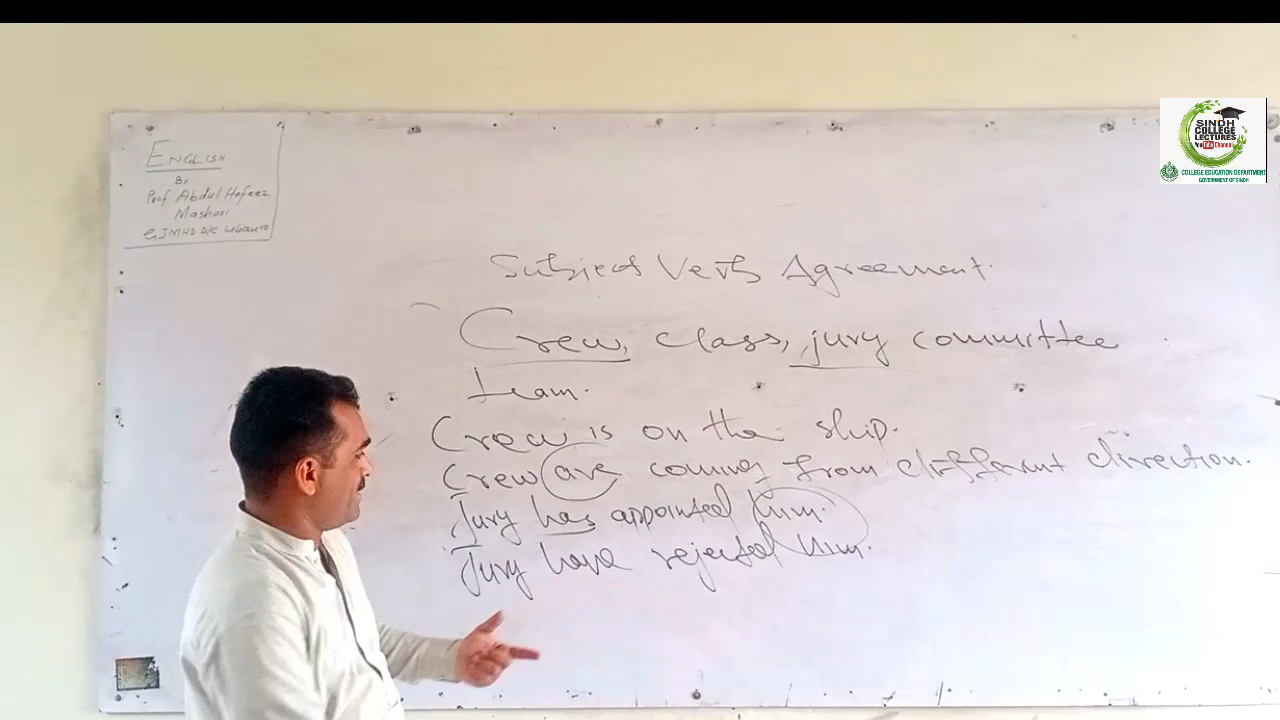 ENGLISH
By
Prof Abdul Hafeez
Mashori
Subject Verb Agreement.
Crew, class, jury committee
team.
Crew is on the ship.
Crew are coming from different direction.
Jury has appointed him.
Jury have rejected him.
SINDH
COLLEGE
LECTURES
YouTube Channel
COLLEGE EDUCATION DEPARTMENT
GOVERNMENT OF SINDH